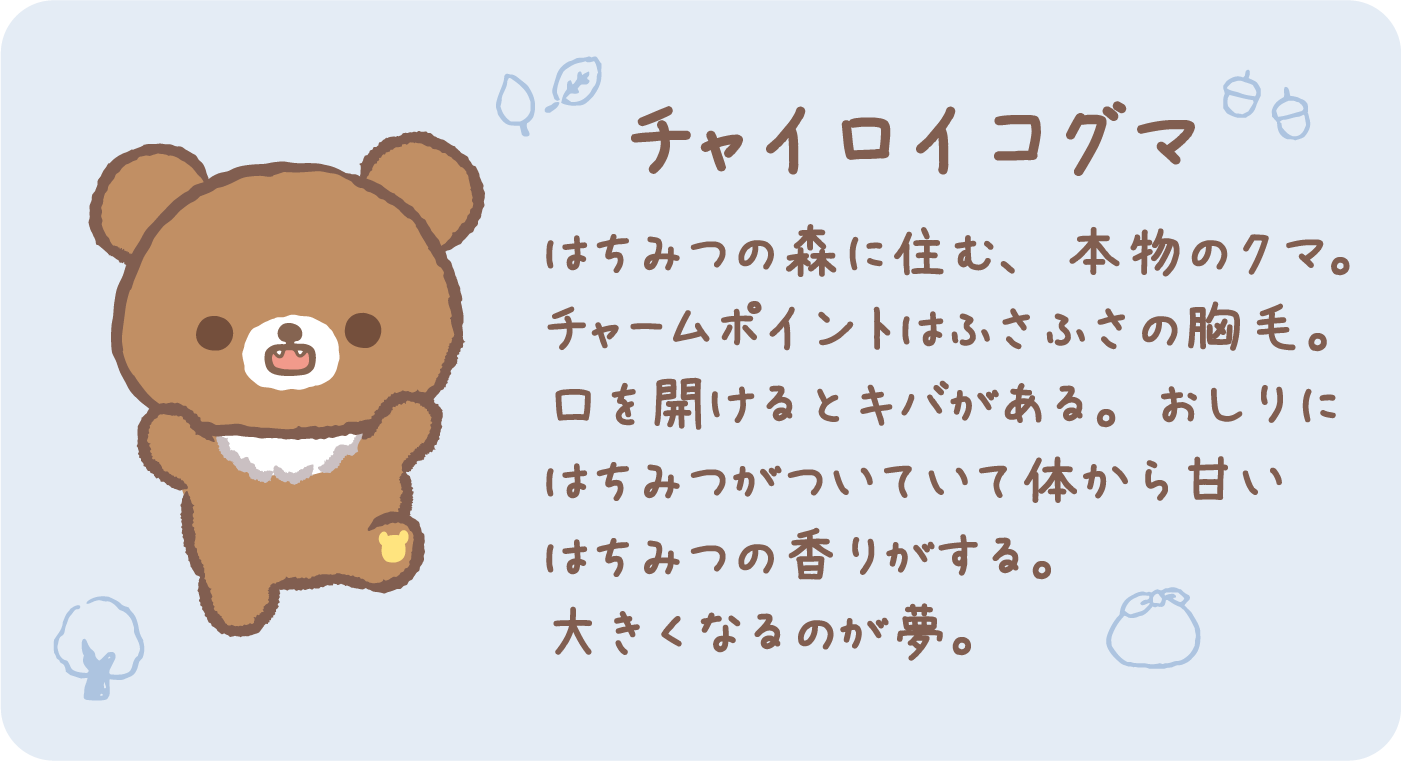 チャイロイコグマ
はちみつの森に住む、本物のクマ。
チャームポイントはふさふさの胸毛。
口を開けるとキバがある。おしりに
はちみつがついていて体から甘い
はちみつの香りがする。
大きくなるのが夢。